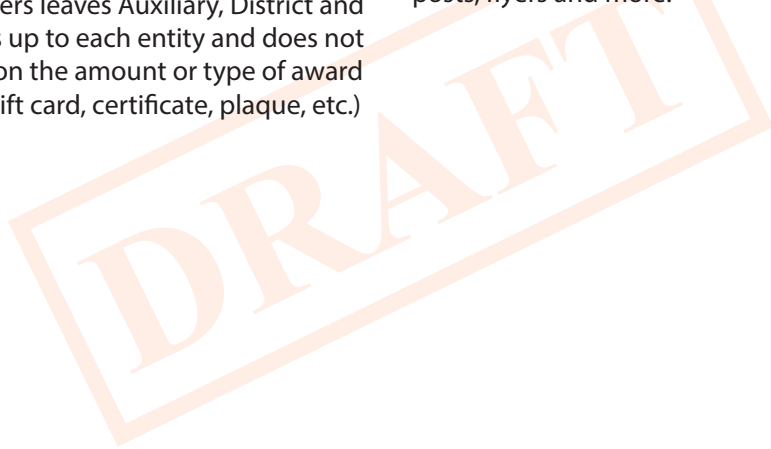 ers leaves Auxiliary, District and
s up to each entity and does not
on the amount or type of award
ift card, certificate, plaque, etc.)
posts, flyers and more.
DRAFT